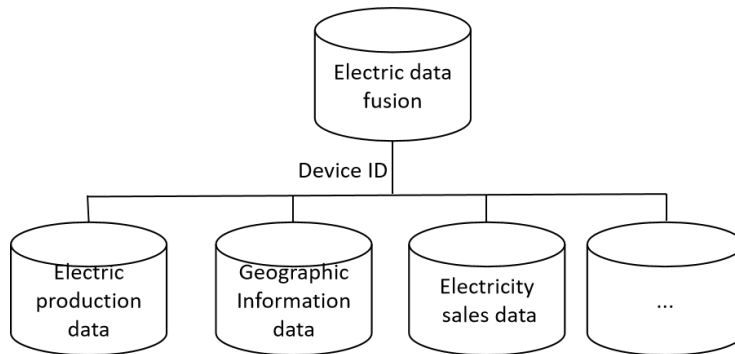 Electric data
fusion
Device ID
Electric
production
data
Geographic
Information
data
Electricity
sales data
...